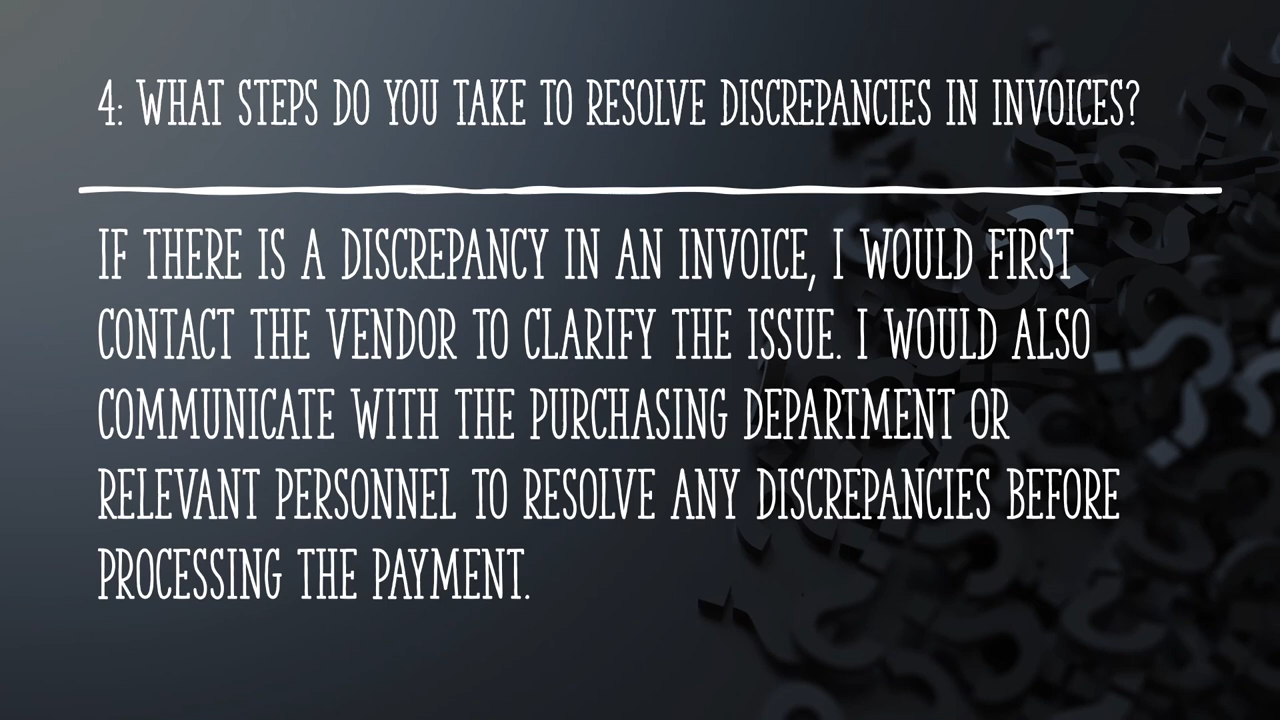 4: WHAT STEPS DO YOU TAKE TO RESOLVE DISCREPANCIES IN INVOICES?
IF THERE IS A DISCREPANCY IN AN INVOICE, I WOULD FIRST
CONTACT THE VENDOR TO CLARIFY THE ISSUE. I WOULD ALSO
COMMUNICATE WITH THE PURCHASING DEPARTMENT OR
RELEVANT PERSONNEL TO RESOLVE ANY DISCREPANCIES BEFORE
PROCESSING THE PAYMENT.